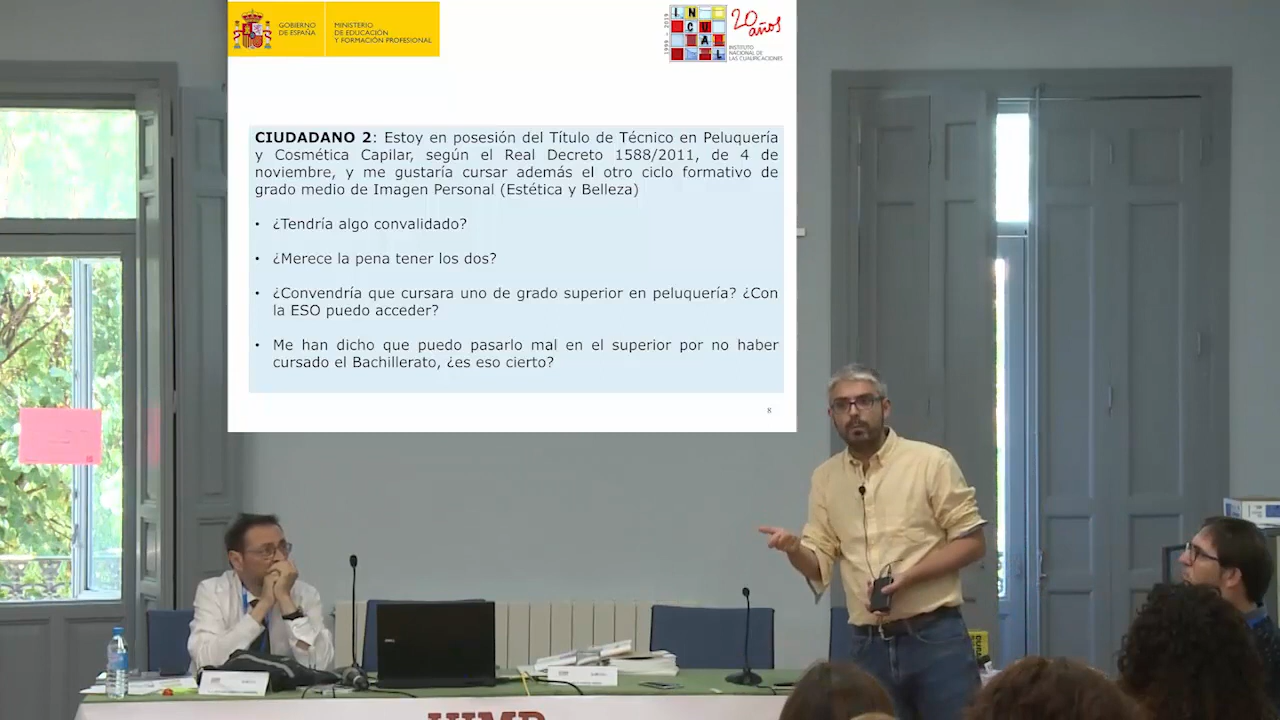 GOBIERNO
DE ESPAÑA
MINISTERIO
DE EDUCACIÓN
Y FORMACIÓN PROFESIONAL
1999 - 2019
INCUAL
20
años
INSTITUTO
NACIONAL DE
LAS CUALIFICACIONES
CIUDADANO 2: Estoy en posesión del Título de Técnico en Peluquería
y Cosmética Capilar, según el Real Decreto 1588/2011, de 4 de
noviembre, y me gustaría cursar además el otro ciclo formativo de
grado medio de Imagen Personal (Estética y Belleza)
• ¿Tendría algo convalidado?
• ¿Merece la pena tener los dos?
• ¿Convendría que cursara uno de grado superior en peluquería? ¿Con
la ESO puedo acceder?
• Me han dicho que puedo pasarlo mal en el superior por no haber
cursado el Bachillerato, ¿es eso cierto?
8
UIMP